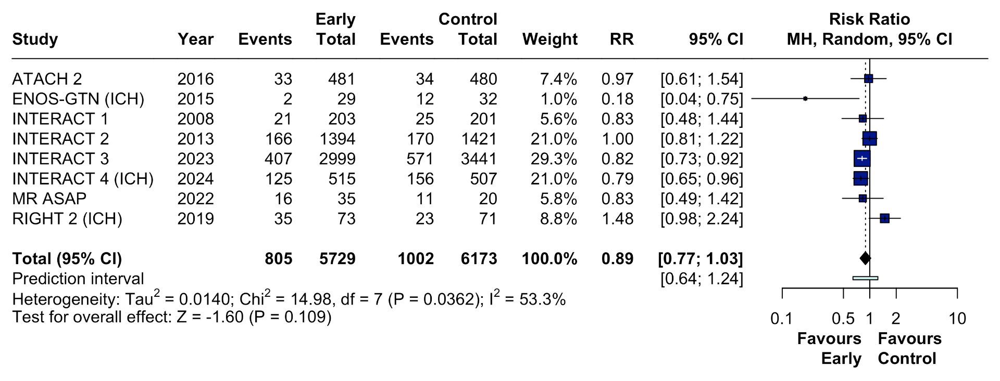 Early Control Risk Ratio
Study Year Events Total Events Total Weight RR 95% CI MH, Random, 95% CI
ATACH 2 2016 33 481 34 480 7.4% 0.97 [0.61; 1.54]
ENOS-GTN (ICH) 2015 2 29 12 32 1.0% 0.18 [0.04; 0.75]
INTERACT 1 2008 21 203 25 201 5.6% 0.83 [0.48; 1.44]
INTERACT 2 2013 166 1394 170 1421 21.0% 1.00 [0.81; 1.22]
INTERACT 3 2023 407 2999 571 3441 29.3% 0.82 [0.73; 0.92]
INTERACT 4 (ICH) 2024 125 515 156 507 21.0% 0.79 [0.65; 0.96]
MR ASAP 2022 16 35 11 20 5.8% 0.83 [0.49; 1.42]
RIGHT 2 (ICH) 2019 35 73 23 71 8.8% 1.48 [0.98; 2.24]
Total (95% CI) 805 5729 1002 6173 100.0% 0.89 [0.77; 1.03]
Prediction interval [0.64; 1.24]
Heterogeneity: Tau² = 0.0140; Chi² = 14.98, df = 7 (P = 0.0362); I² = 53.3%
Test for overall effect: Z = -1.60 (P = 0.109)
0.1 0.5 1 2 10
Favours Favours
Early Control